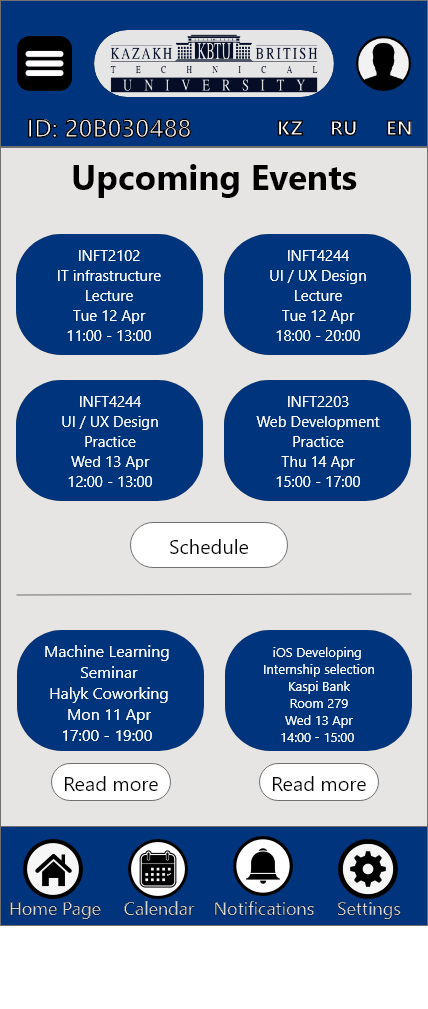 KAZAKH KBTU BRITISH
TECHNICAL
UNIVERSITY
ID: 20B030488
KZ RU EN
Upcoming Events
INFT2102
IT infrastructure
Lecture
Tue 12 Apr
11:00 - 13:00
INFT4244
UI / UX Design
Lecture
Tue 12 Apr
18:00 - 20:00
INFT4244
UI / UX Design
Practice
Wed 13 Apr
12:00 - 13:00
INFT2203
Web Development
Practice
Thu 14 Apr
15:00 - 17:00
Schedule
Machine Learning
Seminar
Halyk Coworking
Mon 11 Apr
17:00 - 19:00
Read more
iOS Developing
Internship selection
Kaspi Bank
Room 279
Wed 13 Apr
14:00 - 15:00
Read more
Home Page
Calendar
Notifications
Settings